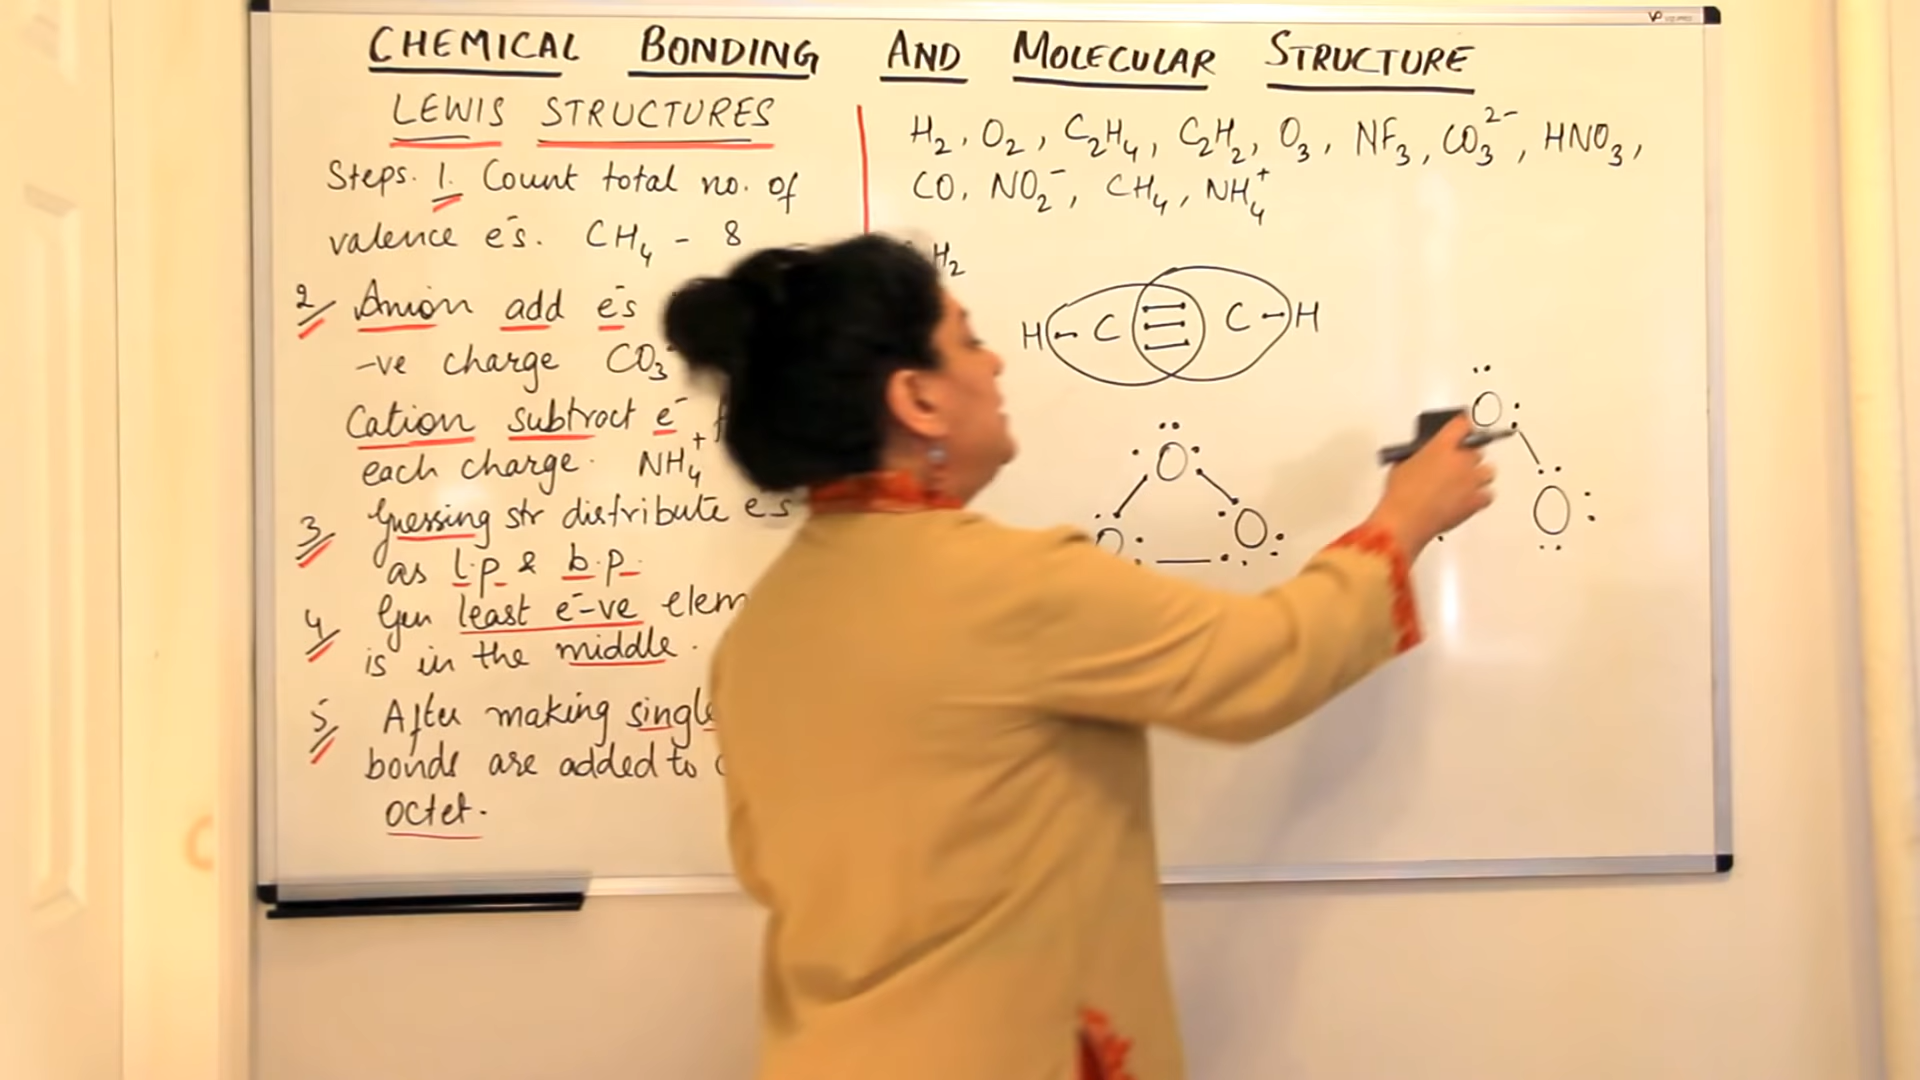 CHEMICAL BONDING AND MOLECULAR STRUCTURE
LEWIS STRUCTURES
Steps. 1. Count total no. of
valence e⁻s. CH₄ - 8
2 Anion add e⁻s
-ve charge CO₃
Cation subtract e⁻
each charge. NH₄⁺
3 Guessing str distribute e⁻s
as l.p & b.p.
4 Gen least e⁻-ve
is in the middle.
5 After making single
bonds are added to
octet.
H₂, O₂, C₂H₄, C₂H₂, O₃, NF₃, CO₃²⁻, HNO₃,
CO, NO₂⁻, CH₄, NH₄⁺
H₂
H - C ≡ C - H
O
O O
O
O